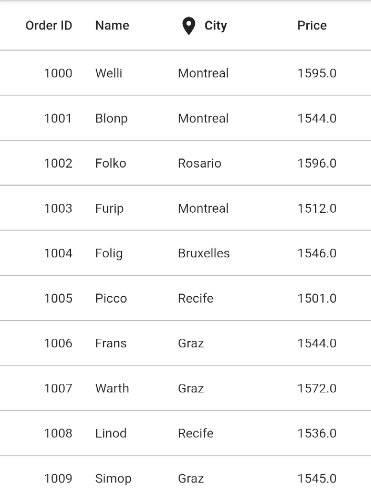 Order ID Name City Price
1000 Welli Montreal 1595.0
1001 Blonp Montreal 1544.0
1002 Folko Rosario 1596.0
1003 Furip Montreal 1512.0
1004 Folig Bruxelles 1546.0
1005 Picco Recife 1501.0
1006 Frans Graz 1544.0
1007 Warth Graz 1572.0
1008 Linod Recife 1536.0
1009 Simop Graz 1545.0